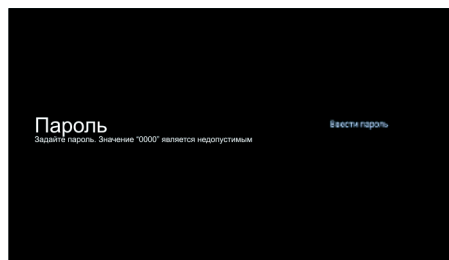 Пароль
Задайте пароль. Значение “0000” является недопустимым
Ввести пароль